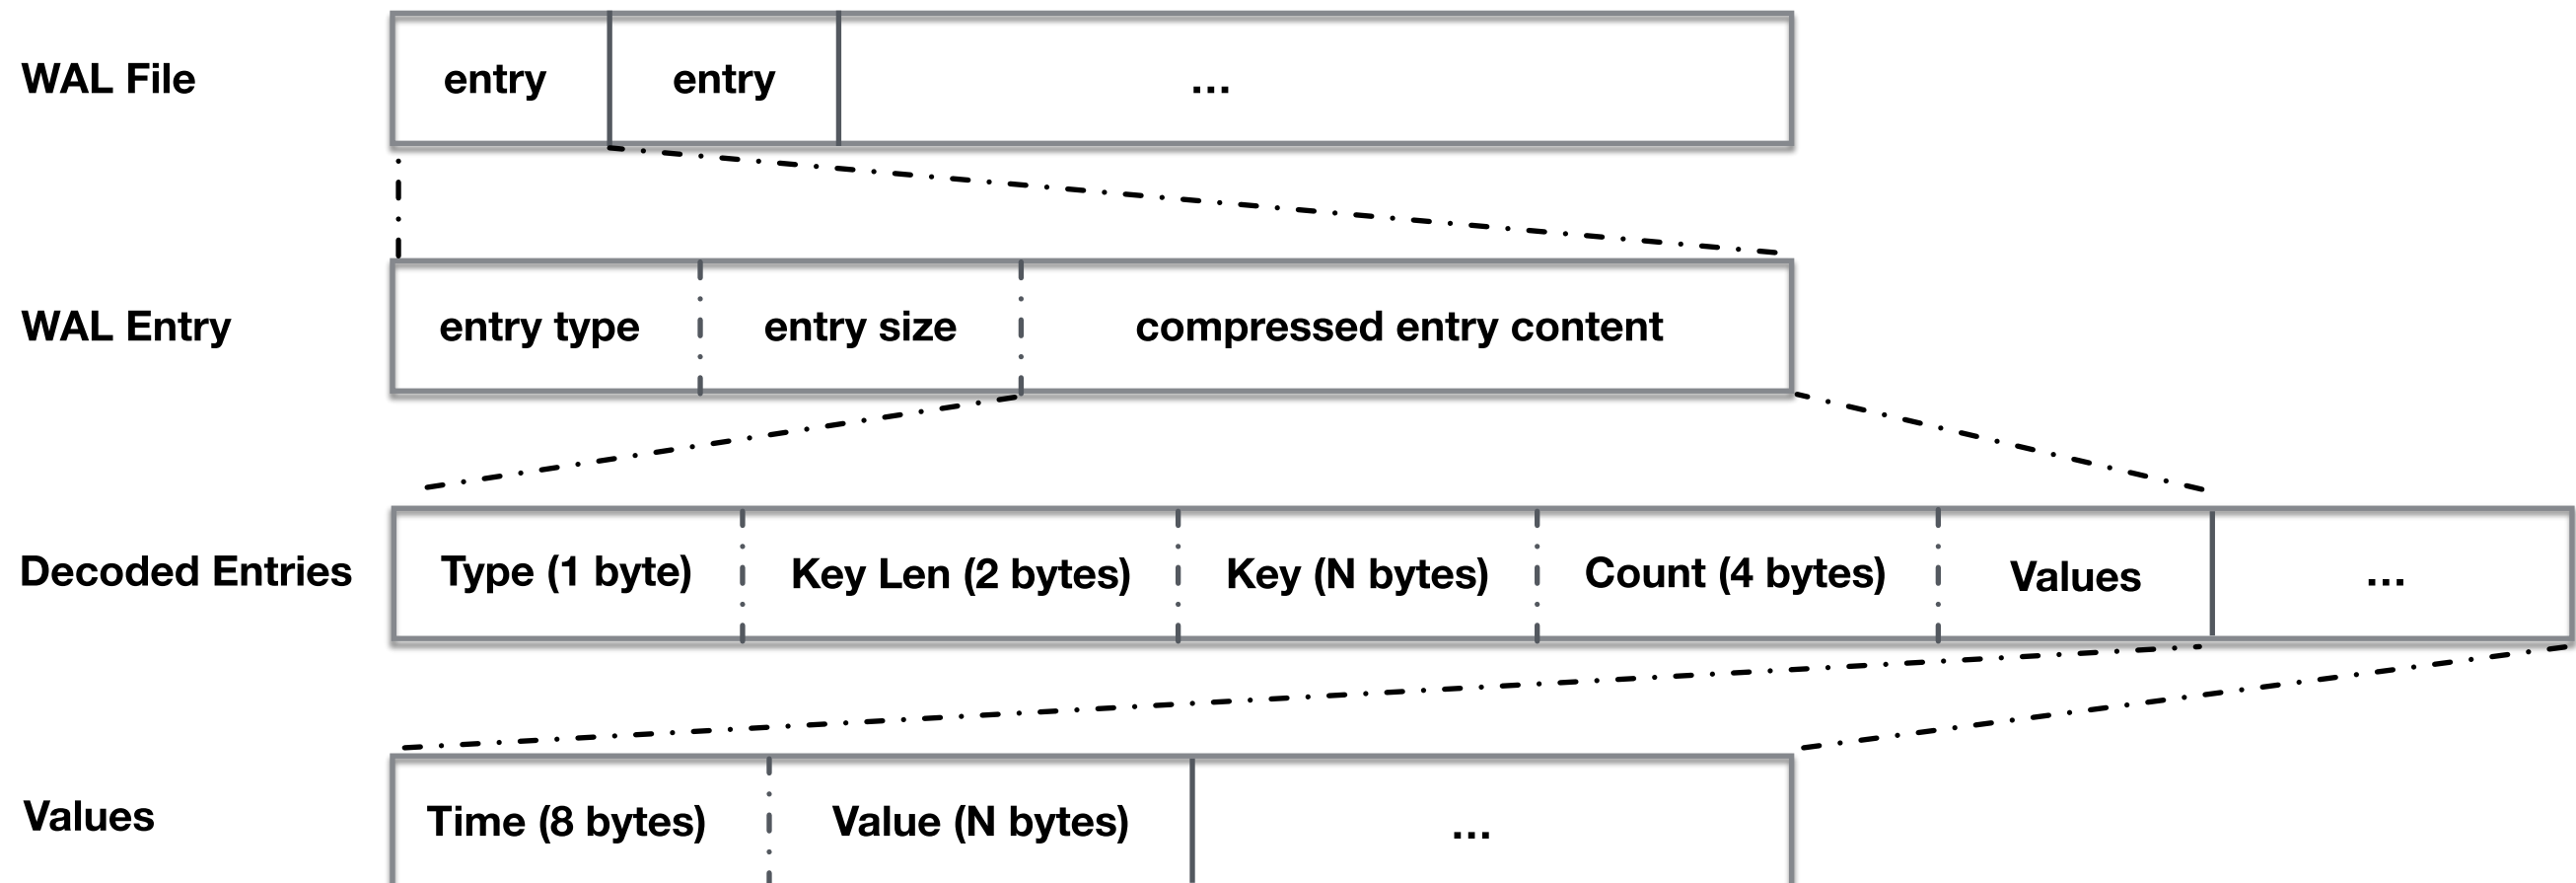 WAL File entry entry ...
WAL Entry entry type entry size compressed entry content
Decoded Entries Type (1 byte) Key Len (2 bytes) Key (N bytes) Count (4 bytes) Values ...
Values Time (8 bytes) Value (N bytes) ...